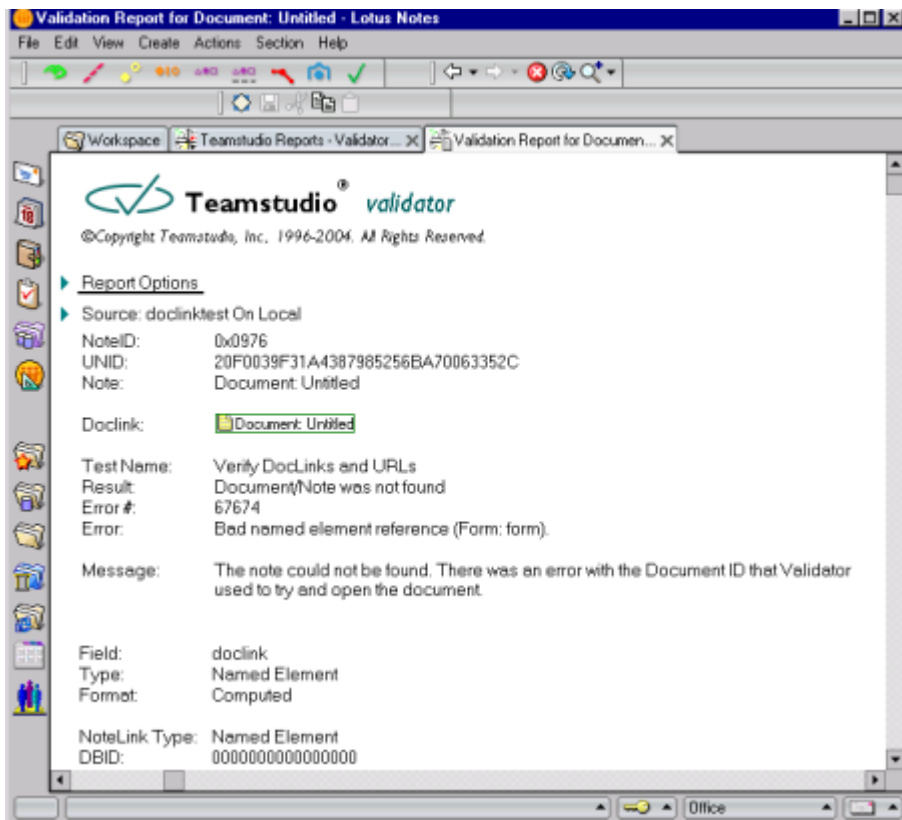 Validation Report for Document: Untitled - Lotus Notes
File Edit View Create Actions Section Help
Workspace Teamstudio Reports - Validator... Validation Report for Documen...
Teamstudio® validator
©Copyright Teamstudio, Inc. 1996-2004. All Rights Reserved.
Report Options
Source: doclinktest On Local
NoteID: 0x0976
UNID: 20F0039F31A4387985256BA70063352C
Note: Document: Untitled
Doclink: Document: Untitled
Test Name: Verify DocLinks and URLs
Result: Document/Note was not found
Error #: 67674
Error: Bad named element reference (Form: form).
Message: The note could not be found. There was an error with the Document ID that Validator
used to try and open the document.
Field: doclink
Type: Named Element
Format: Computed
NoteLink Type: Named Element
DBID: 0000000000000000
Office